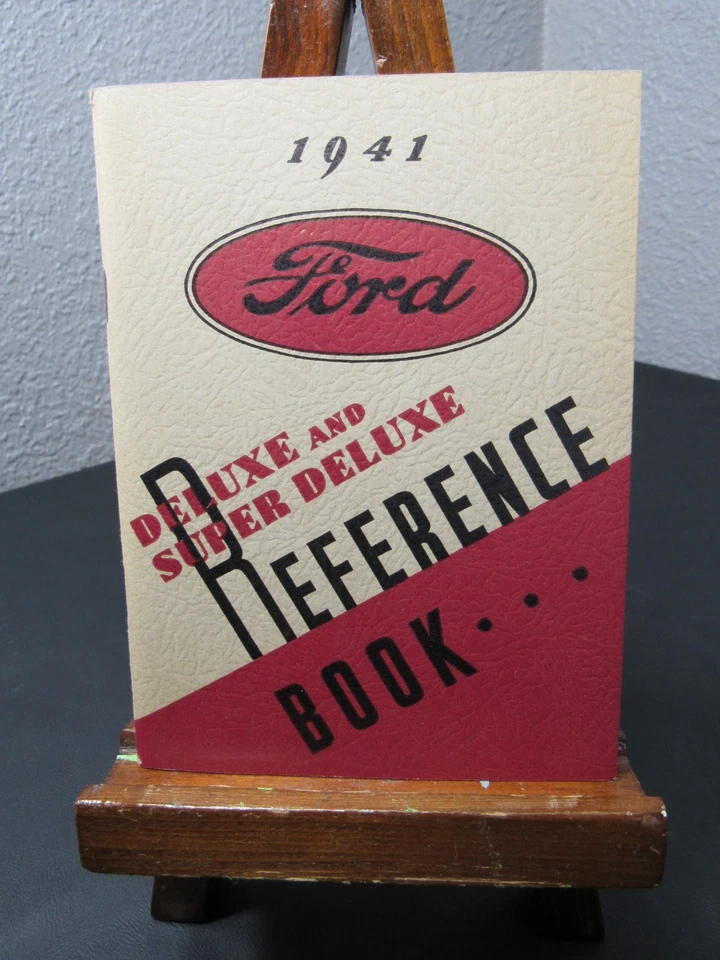 1941
Ford
DELUXE AND
SUPER DELUXE
REFERENCE
BOOK...